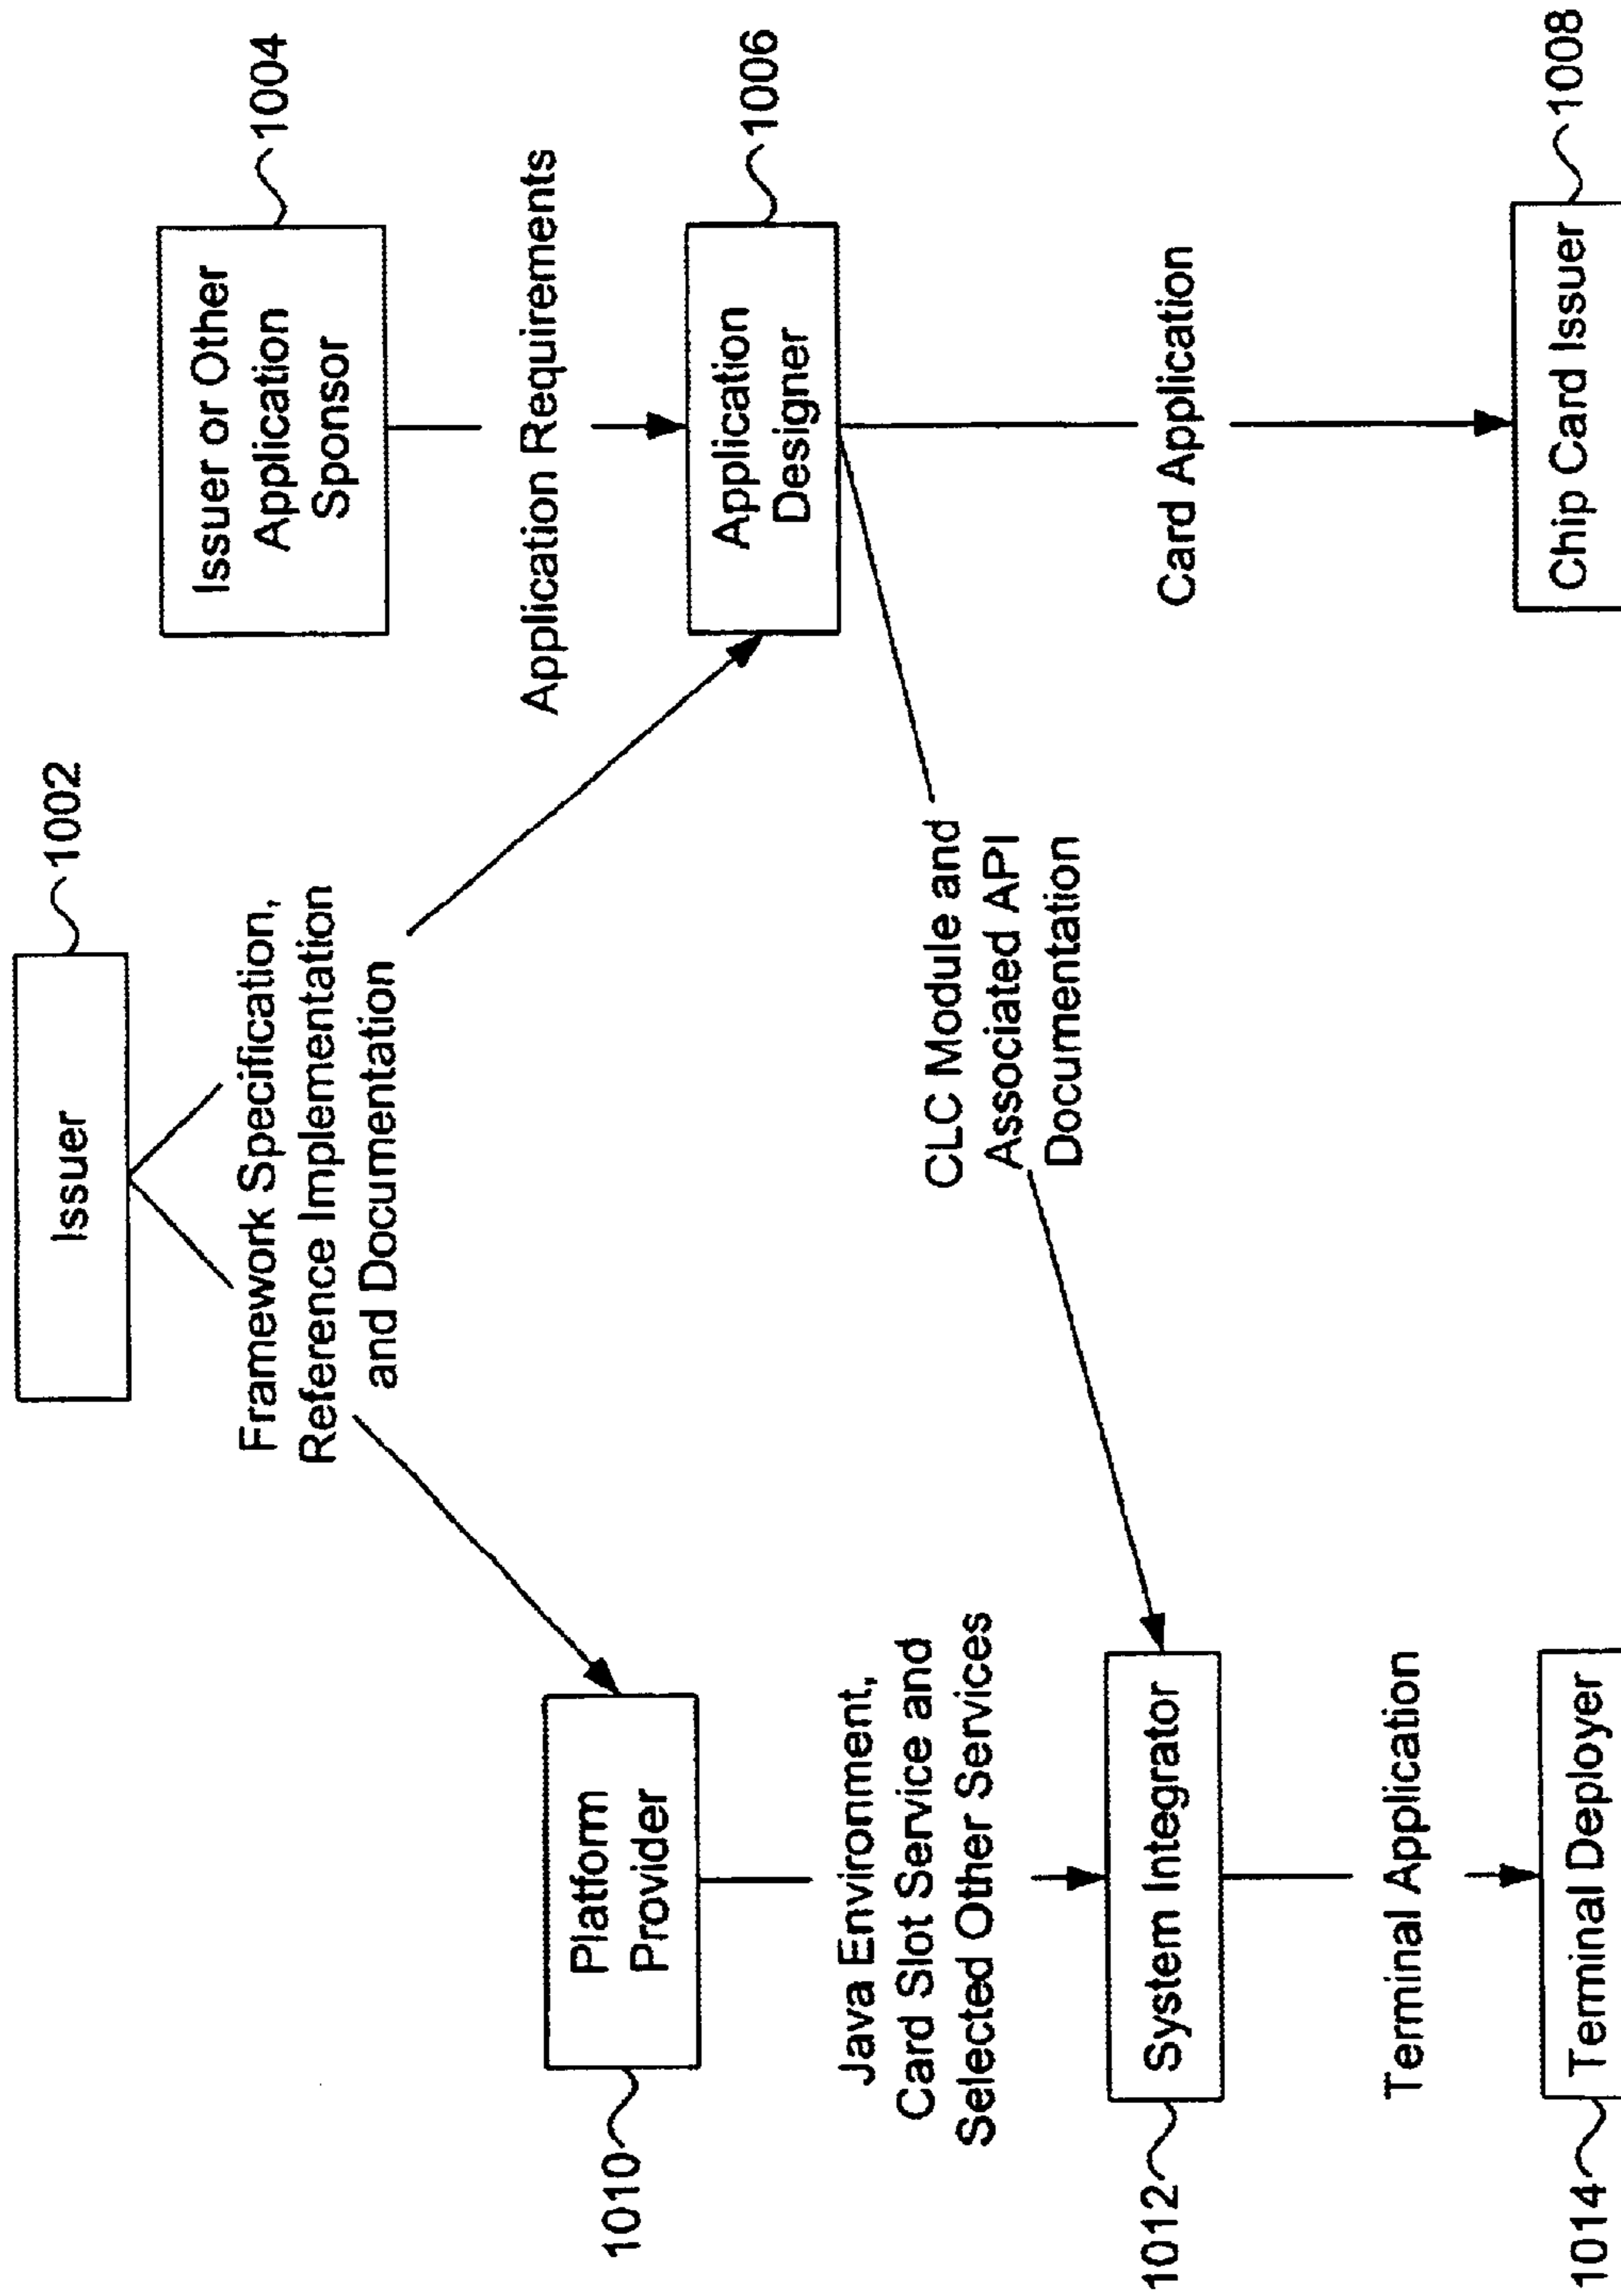 Issuer
1002
Framework Specification,
Reference Implementation
and Documentation
Issuer or Other
Application
Sponsor
1004
Application Requirements
Platform
Provider
1010
Application
Designer
1006
Java Environment,
Card Slot Service and
Selected Other Services
CLC Module and
Associated API
Documentation
Card Application
System Integrator
1012
Terminal Application
Terminal Deployer
1014
Chip Card Issuer
1008